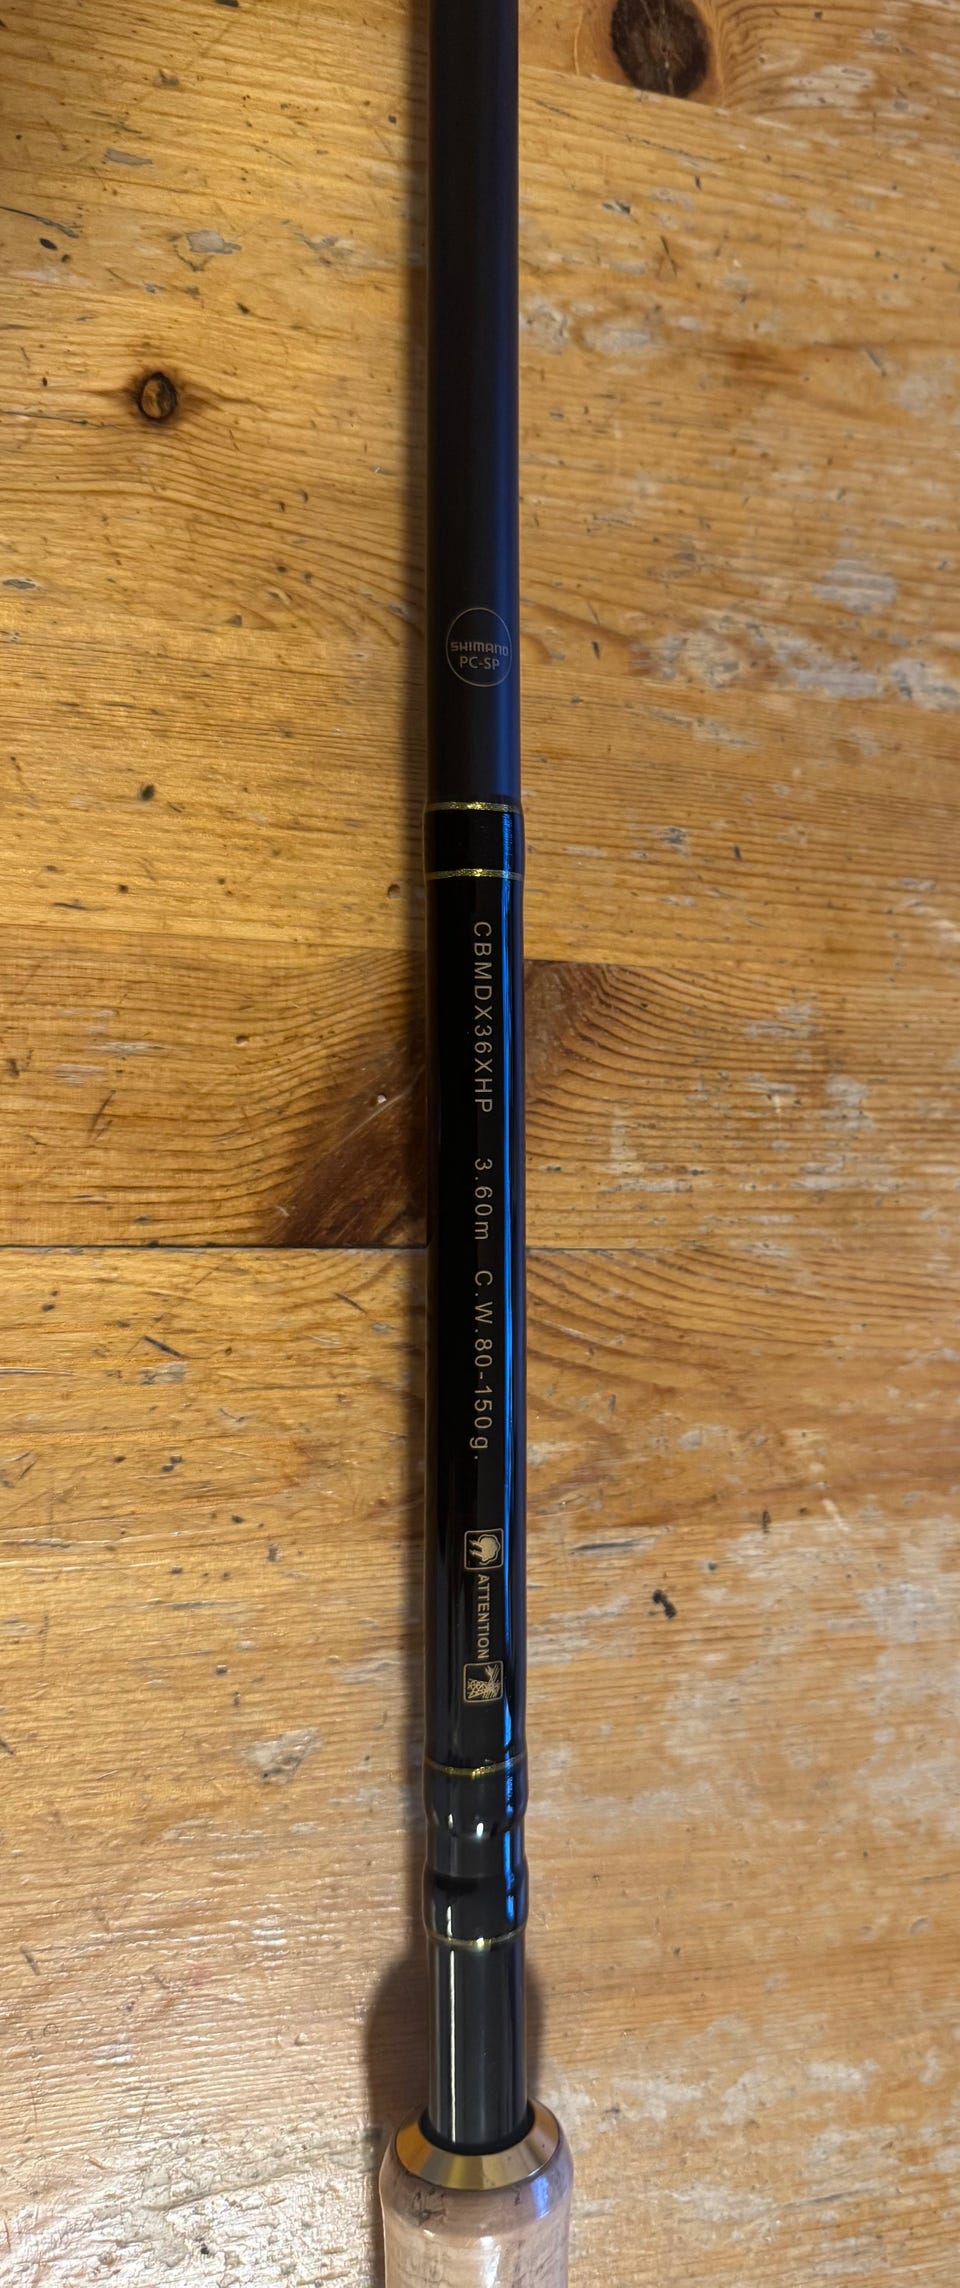 SHIMANO
PC-SP
CBMDX36XHP 3.60m C.W.80-150g.
ATTENTION